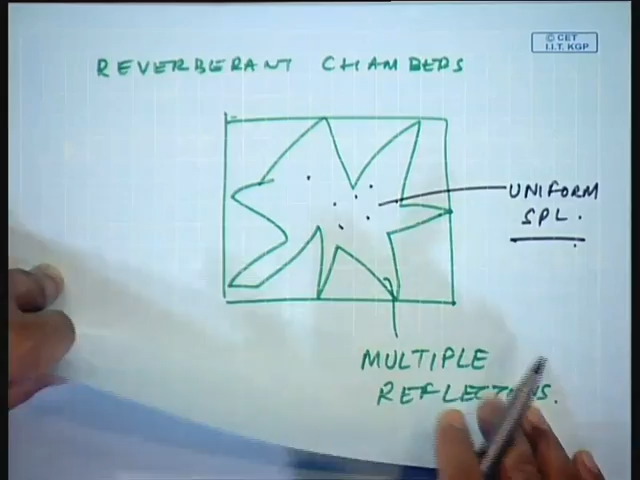 © CET
I.I.T. KGP
REVERBERANT CHAMBERS
UNIFORM
SPL.
MULTIPLE
REFLECTIONS.